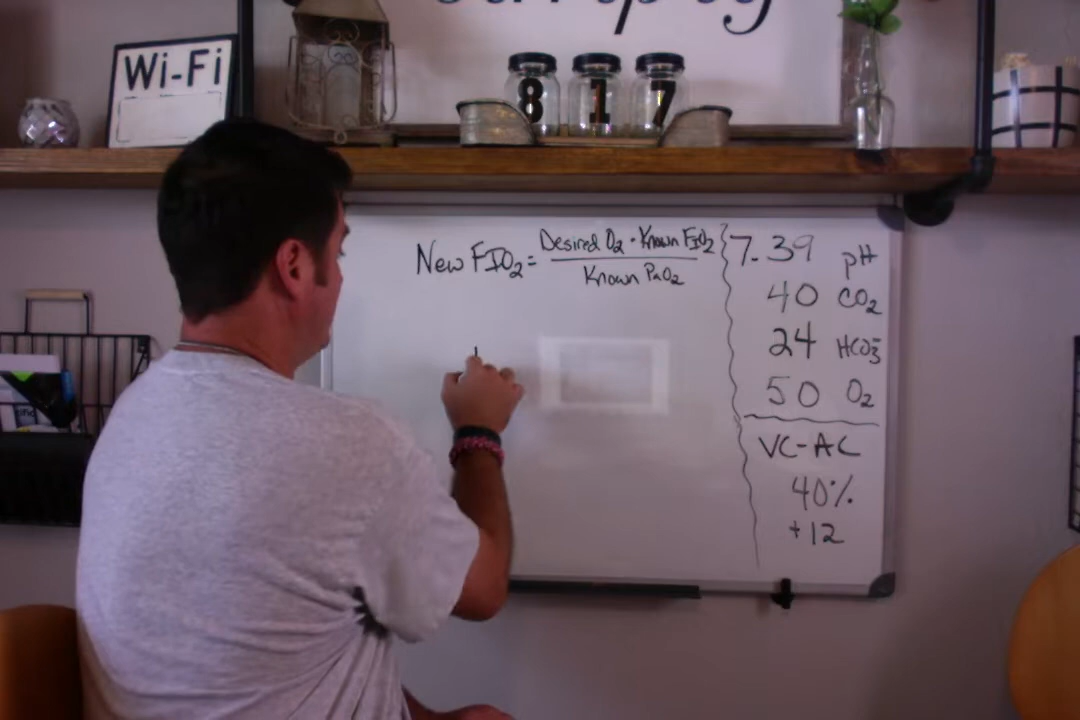 Wi-Fi
8 1 7
New FIO₂ = Desired O₂ · Known FIO₂
Known PaO₂
7.39 pH
40 CO₂
24 HCO₃⁻
50 O₂
VC-AC
40%
+12